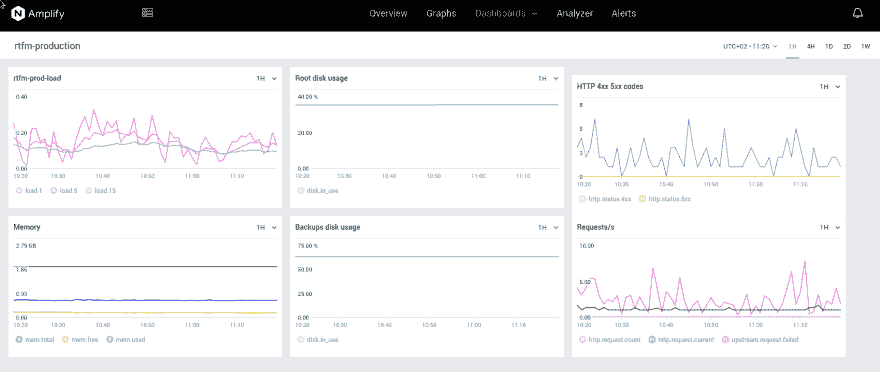 N Amplify Overview Graphs Dashboards Analyzer Alerts
rtfm-production UTC+02 • 11:20 1H 4H 1D 2D 1W
rtfm-prod-load 1H
0.40
0.20
0.00
10:20 10:30 10:40 10:50 11:00 11:10
load.1 load.5 load.15
Root disk usage 1H
40.00 %
20.00
0.00
10:20 10:30 10:40 10:50 11:00 11:10
disk.in_use
HTTP 4xx 5xx codes 1H
8
5
3
0
10:20 10:30 10:40 10:50 11:00 11:10
http.status.4xx http.status.5xx
Memory 1H
2.79 GB
1.86
0.93
0.00
10:20 10:30 10:40 10:50 11:00 11:10
mem.total mem.free mem.used
Backups disk usage 1H
75.00 %
50.00
25.00
0.00
10:20 10:30 10:40 10:50 11:00 11:10
disk.in_use
Requests/s 1H
10.00
5.00
0.00
10:20 10:30 10:40 10:50 11:00 11:10
http.request.count http.request.current upstream.request.failed